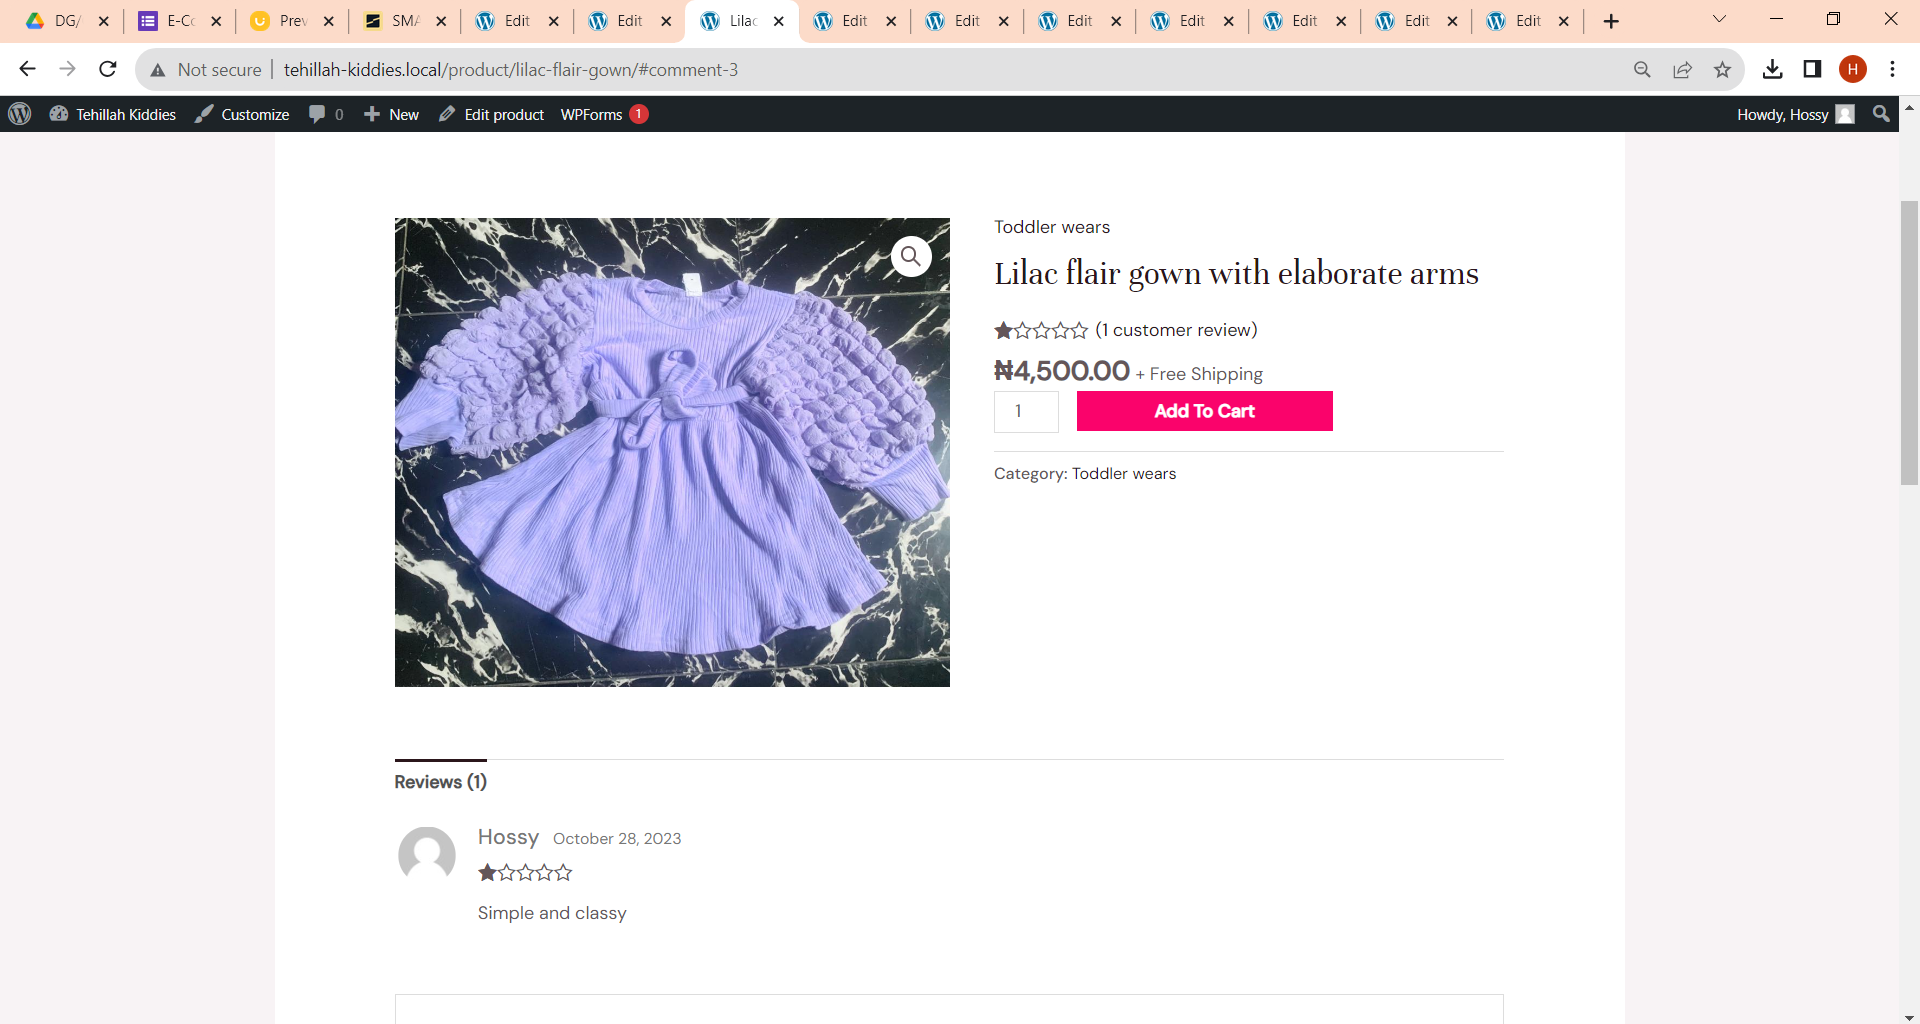 DG/
E-Cc
Prev
SMA
Edit
Edit
Lilac
Edit
Edit
Edit
Edit
Edit
Edit
Edit
Not secure
tehillah-kiddies.local/product/lilac-flair-gown/#comment-3
H
Tehillah Kiddies
Customize
0
New
Edit product
WPForms 1
Howdy, Hossy
Toddler wears
Lilac flair gown with elaborate arms
(1 customer review)
₦4,500.00 + Free Shipping
1
Add To Cart
Category: Toddler wears
Reviews (1)
Hossy October 28, 2023
Simple and classy